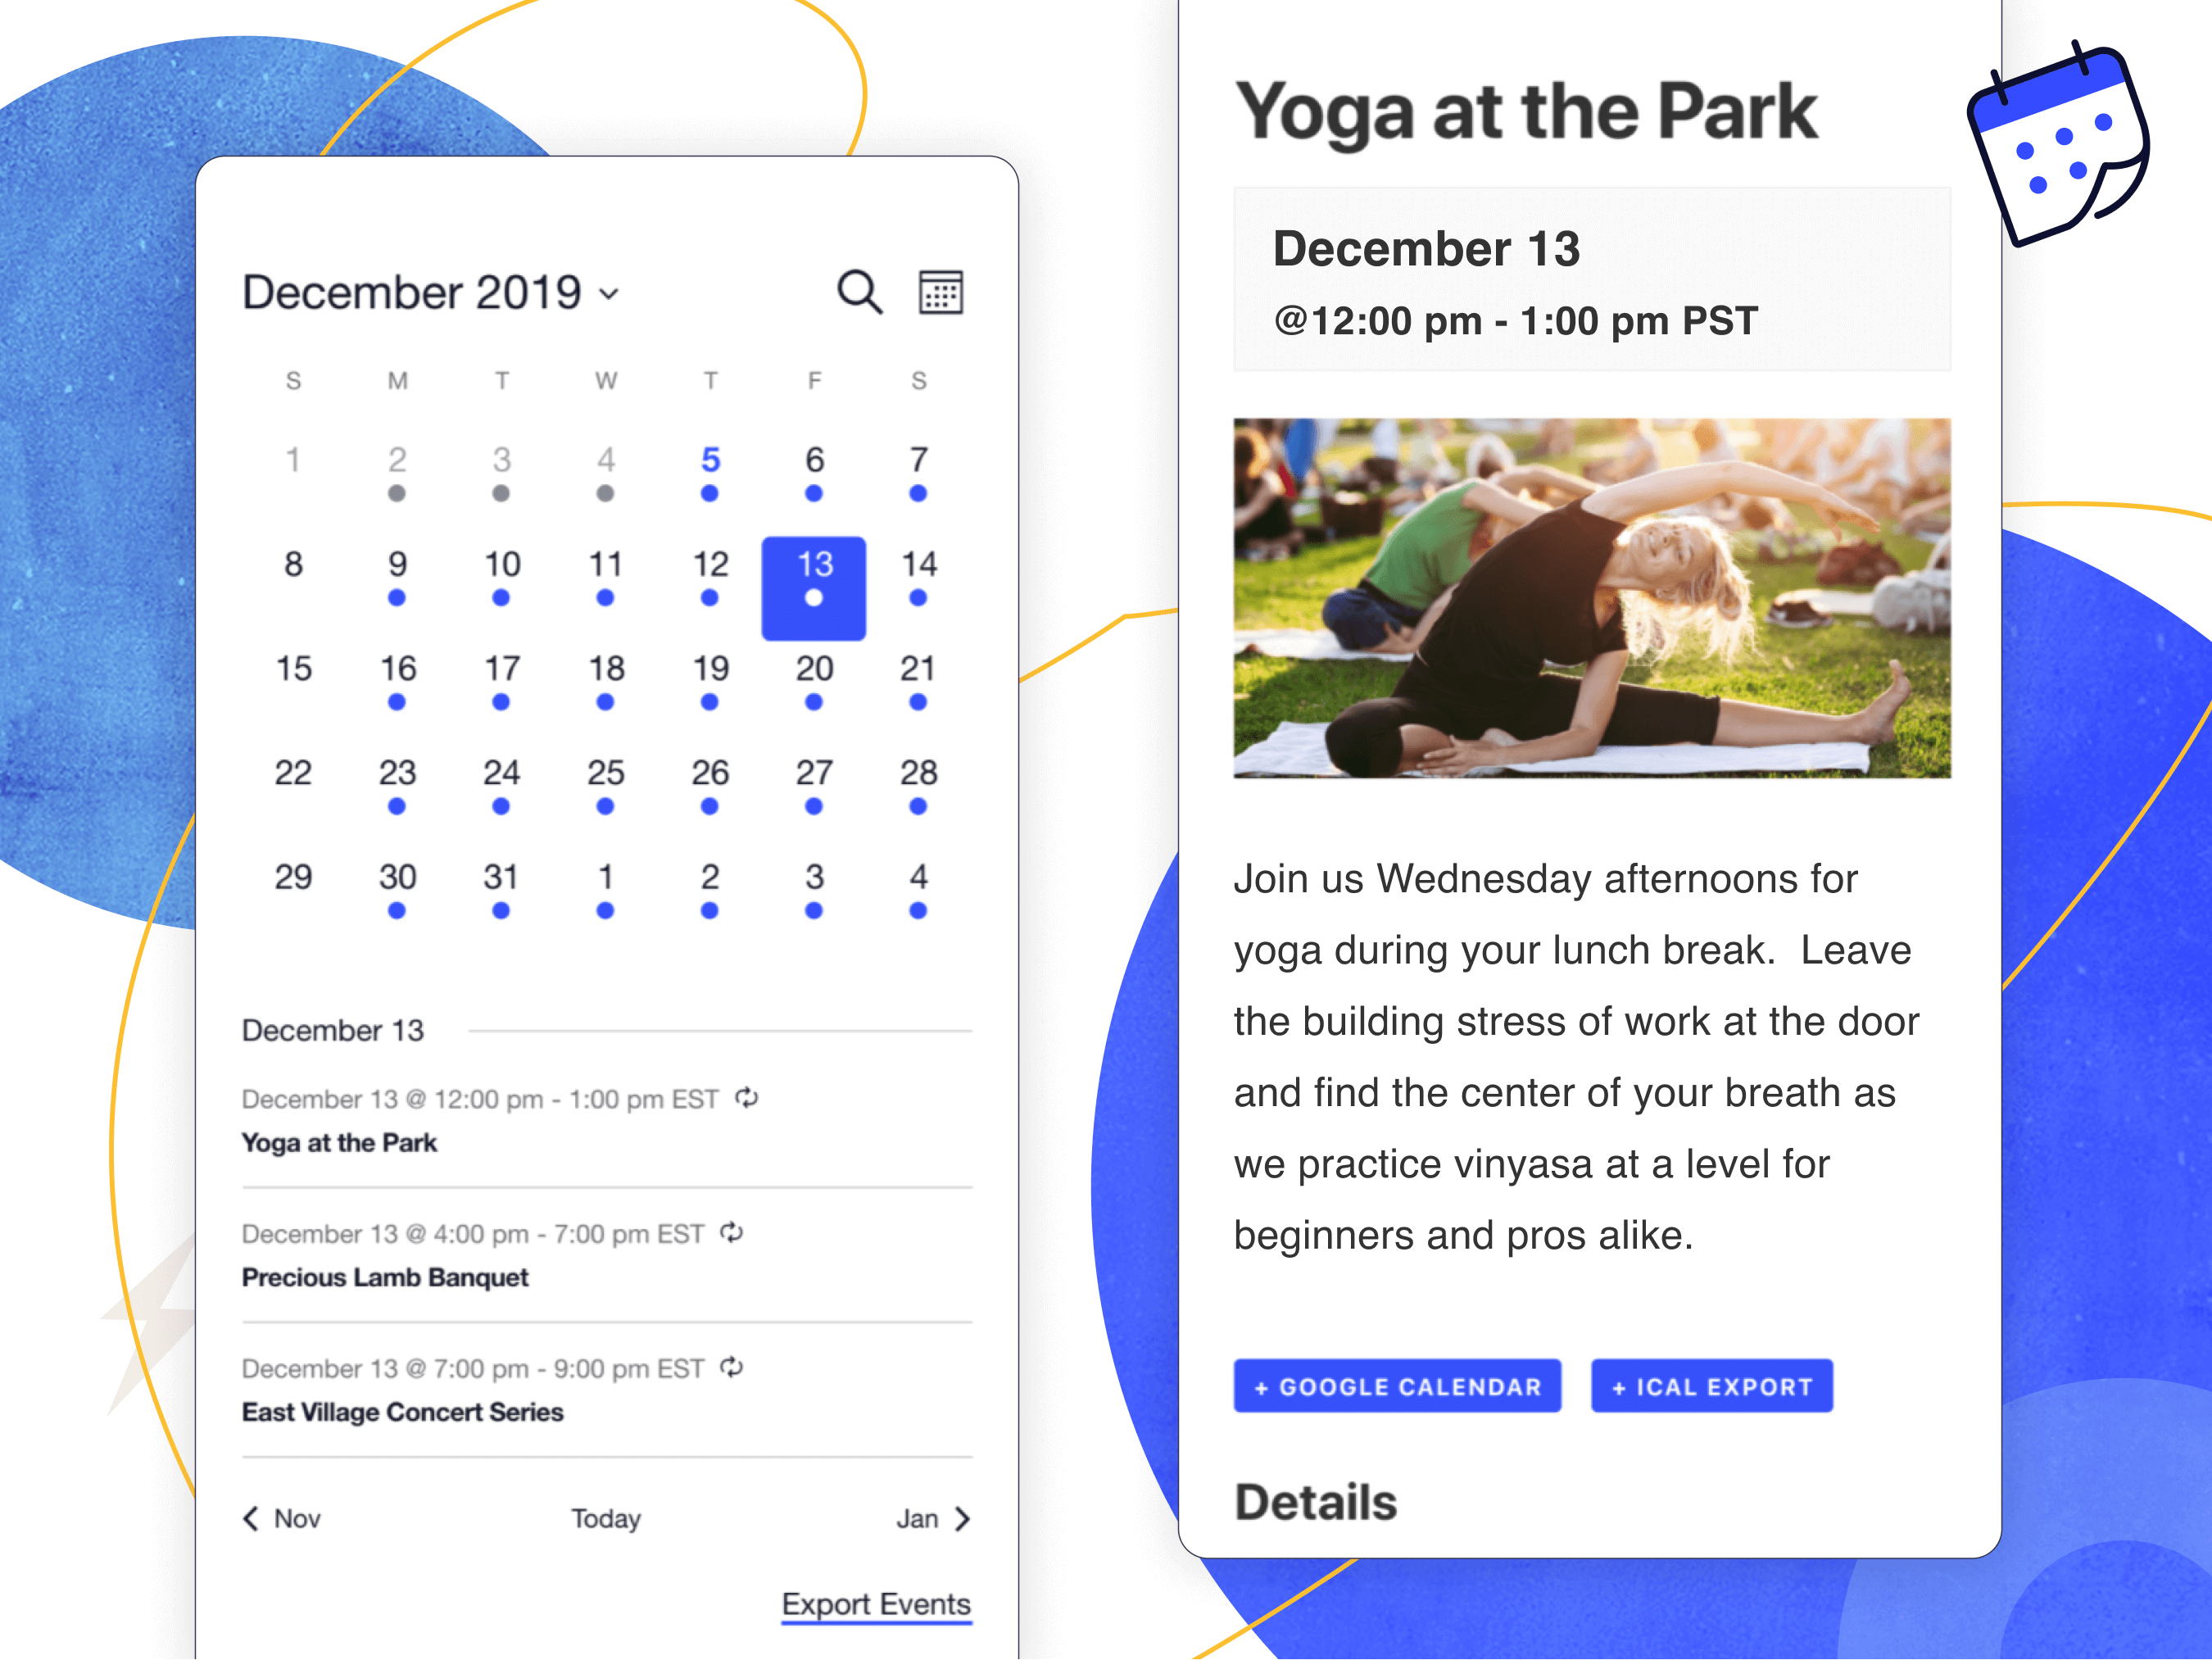 December 2019
S M T W T F S
1 2 3 4 5 6 7
8 9 10 11 12 13 14
15 16 17 18 19 20 21
22 23 24 25 26 27 28
29 30 31 1 2 3 4
December 13
December 13 @ 12:00 pm - 1:00 pm EST
Yoga at the Park
December 13 @ 4:00 pm - 7:00 pm EST
Precious Lamb Banquet
December 13 @ 7:00 pm - 9:00 pm EST
East Village Concert Series
Nov Today Jan
Export Events
Yoga at the Park
December 13
@12:00 pm - 1:00 pm PST
Join us Wednesday afternoons for
yoga during your lunch break. Leave
the building stress of work at the door
and find the center of your breath as
we practice vinyasa at a level for
beginners and pros alike.
+ GOOGLE CALENDAR + ICAL EXPORT
Details